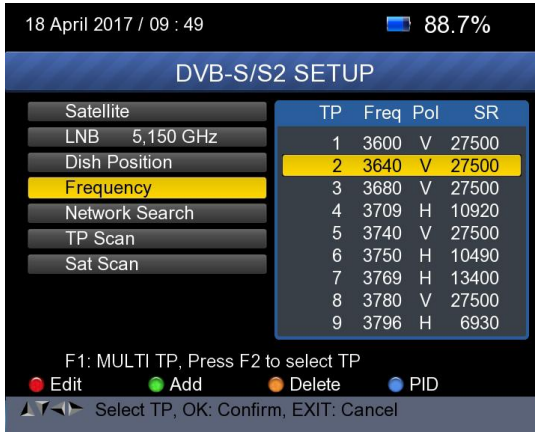 18 April 2017 / 09 : 49 88.7%
DVB-S/S2 SETUP
Satellite
LNB 5,150 GHz
Dish Position
Frequency
Network Search
TP Scan
Sat Scan
TP Freq Pol SR
1 3600 V 27500
2 3640 V 27500
3 3680 V 27500
4 3709 H 10920
5 3740 V 27500
6 3750 H 10490
7 3769 H 13400
8 3780 V 27500
9 3796 H 6930
F1: MULTI TP, Press F2 to select TP
Edit Add Delete PID
Select TP, OK: Confirm, EXIT: Cancel